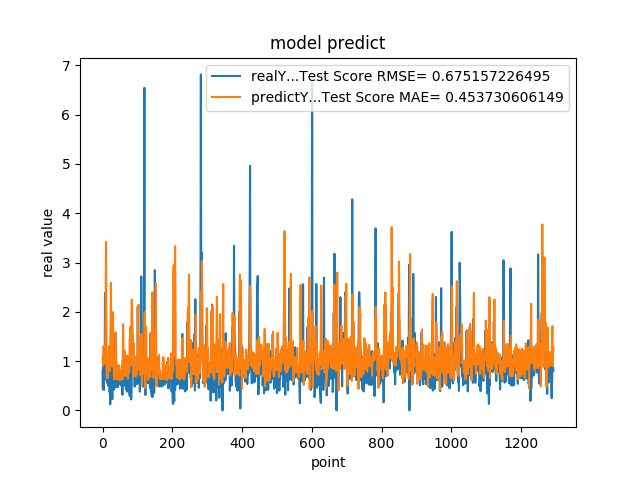 model predict
realY...Test Score RMSE= 0.675157226495
predictY...Test Score MAE= 0.453730606149
real value
7
6
5
4
3
2
1
0
0 200 400 600 800 1000 1200
point